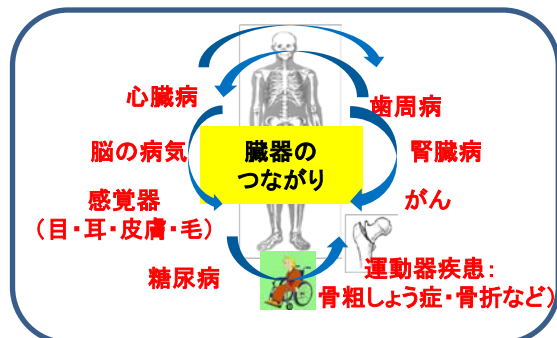 心臓病
脳の病気
感覚器
（目・耳・皮膚・毛）
糖尿病
臓器の
つながり
歯周病
腎臓病
がん
運動器疾患：
骨粗しょう症・骨折など）